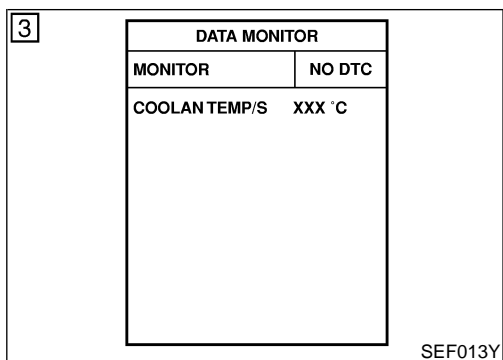 3
DATA MONITOR
MONITOR NO DTC
COOLAN TEMP/S XXX °C
SEF013Y